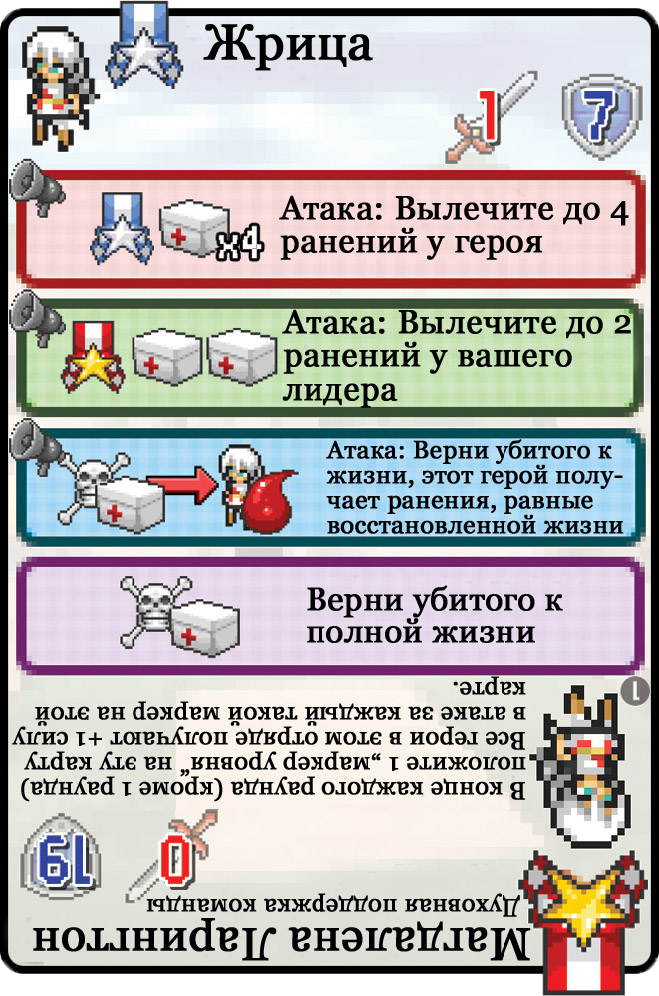 Жрица
1
7
Атака: Вылечите до 4
x4
ранений у героя
Атака: Вылечите до 2
ранений у вашего
лидера
Атака: Верни убитого к
жизни, этот герой полу-
чает ранения, равные
восстановленной жизни
Верни убитого к
полной жизни
Магдалена Ларингтон
Духовная поддержка команды
0
19
В конце каждого раунда (кроме 1 раунда)
положите 1 „маркер уровня“ на эту карту
Все герои в этом отряде получают +1 силу
в атаке за каждый такой маркер на этой
карте.
1